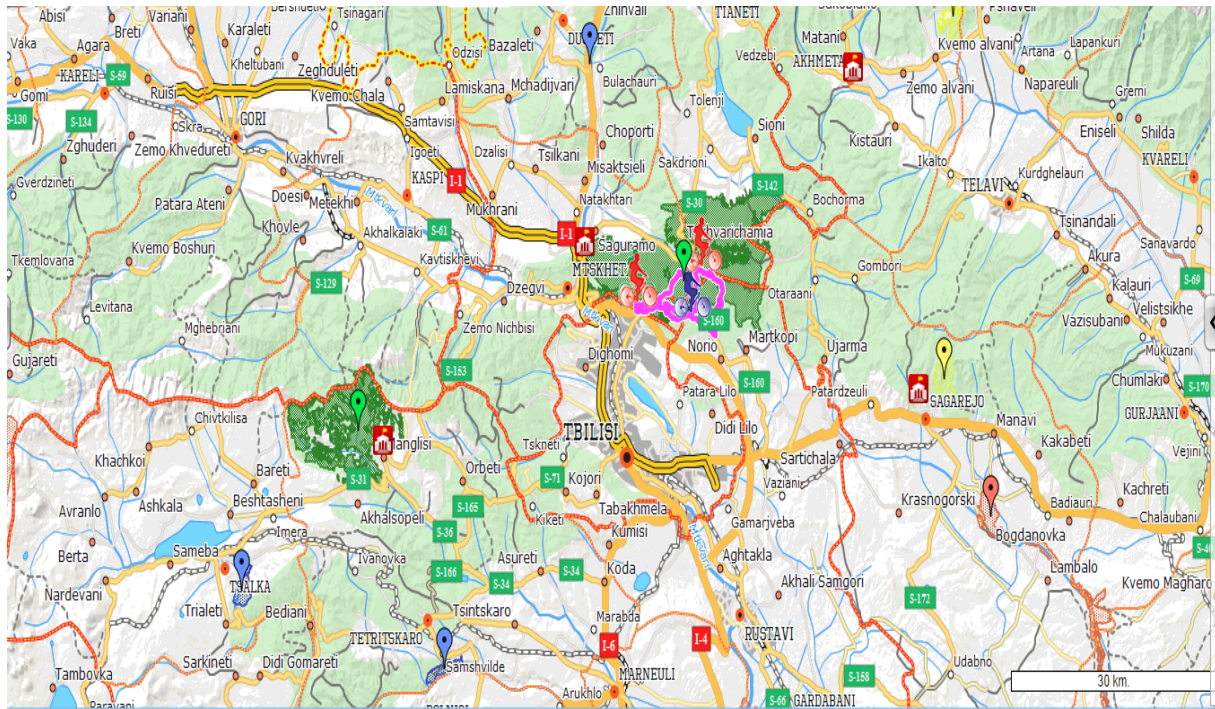 Abisi
Breti
Variani
Karaleti
Tsinagari
Zhinvali
TIANETI
Sakobiano
Matani
Pshaveli
Vaka
Agara
Kheltubani
Zeghduleti
Odzisi
Bazaleti
Vedzebi
AKHMETA
Kvemo alvani
Artana
Lapankuri
KARELI
S-69
Gomi
Ruisi
Kvemo Chala
Lamiskana
Mchadijvari
Bulachauri
Tolenji
Zemo alvani
Napareuli
Gremi
S-130
S-134
Skra
GORI
Samtavisi
Choporti
Sioni
Kistauri
Eniseli
Shilda
Zghuderi
Zemo Khvedureti
Kvakhvreli
Igoeti
Dzalisi
Tsilkani
Misaktsieli
Sakdrioni
Ikalto
KVARELI
Gverdzineti
Doesi
Metekhi
KASPI
I-1
S-142
TELAVI
Kurdghelauri
Patara Ateni
Mtkvari
Mukhrani
Natakhtari
S-30
Bochorma
Tsinandali
Khovle
Akhalkalaki
S-61
I-1
Saguramo
Tskhvarichamia
Sanavardo
Kvemo Boshuri
Kavtiskhevi
Gombori
Akura
Tkemlovana
S-129
Dzegvi
Otaraani
Kalauri
S-69
Levitana
Mtkvari
S-160
Velistsikhe
Mghebriani
Zemo Nichbisi
Martkopi
Vazisubani
Dighomi
Norio
Ujarma
Mukuzani
Gujareti
S-153
S-160
Patardzeuli
Chumlaki
S-170
Chivtkilisa
Patara Lilo
SAGAREJO
GURJAANI
TBILISI
Didi Lilo
Manavi
Khachkoi
Manglisi
Tskneti
Sartichala
Kakabeti
Vejini
Bareti
S-31
Orbeti
S-71
Kojori
Vaziani
Kachreti
Ashkala
Beshtasheni
S-165
Krasnogorski
Badiauri
Avranlo
Akhalsopeli
Kiketi
Tabakhmela
Gamarjveba
Chalaubani
Imera
S-36
Kumisi
Bogdanovka
Berta
Sameba
Ivanovka
Asureti
Mtkvari
Aghtakla
Lambalo
Nardevani
TSALKA
S-166
S-34
S-34
Koda
Akhali Samgori
Kvemo Magharo
Trialeti
Bediani
Tsintskaro
Marabda
S-172
TETRITSKARO
I-6
I-4
RUSTAVI
Sarkineti
Didi Gomareti
Samshvilde
Udabno
Tambovka
MARNEULI
S-158
30 km.
Paravani
Arukhlo
S-66
GARDABANI